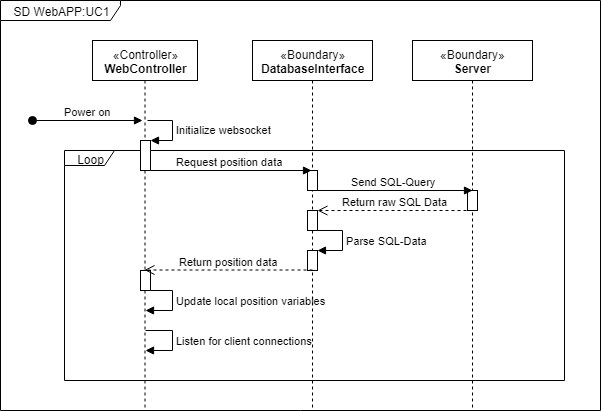 SD WebAPP:UC1
«Controller»
WebController
«Boundary»
DatabaseInterface
«Boundary»
Server
Power on
Initialize websocket
Loop
Request position data
Send SQL-Query
Return raw SQL Data
Parse SQL-Data
Return position data
Update local position variables
Listen for client connections